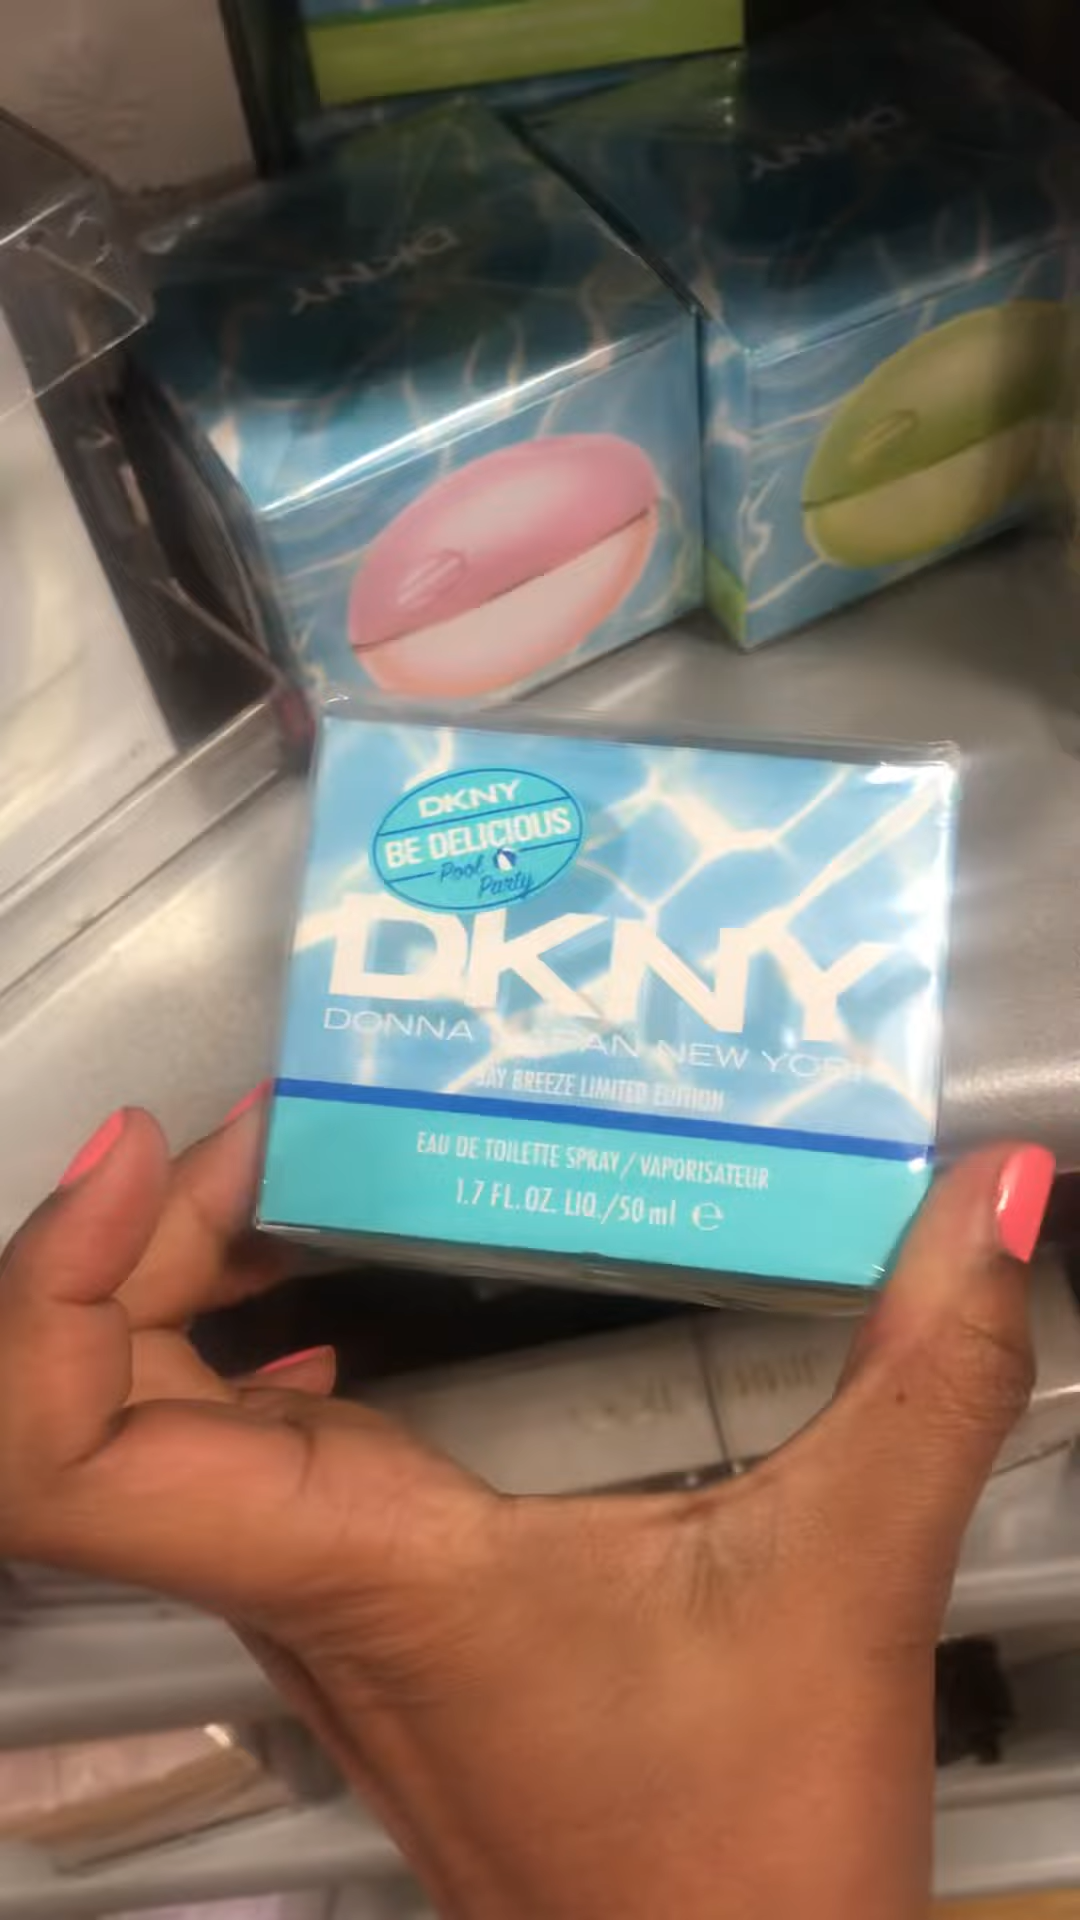 DKNY
DKNY
DKNY
BE DELICIOUS
Pool
Party
DKNY
DONNA NEW YORK
BAY BREEZE LIMITED EDITION
EAU DE TOILETTE SPRAY / VAPORISATEUR
1.7 FL. OZ. LIQ./50 ml e